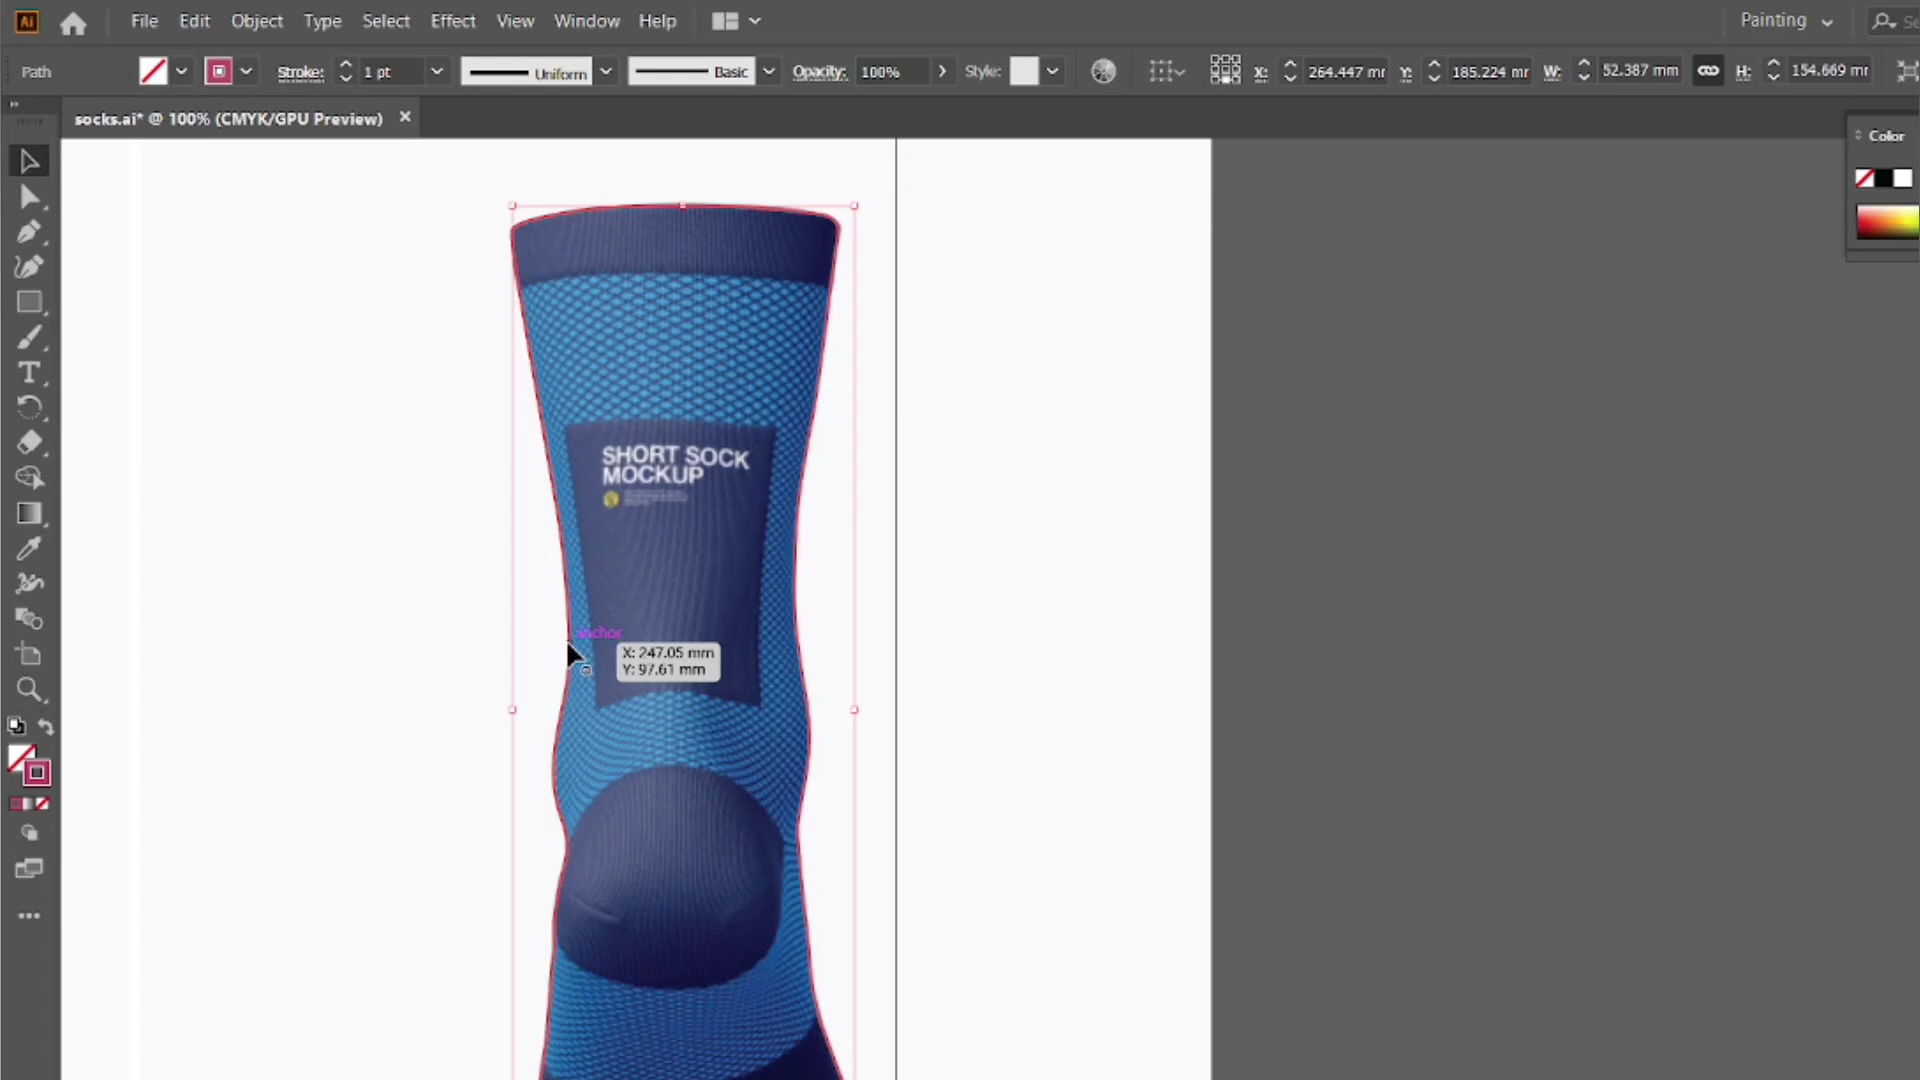 Ai File Edit Object Type Select Effect View Window Help Painting
Path Stroke: 1 pt Uniform Basic Opacity: 100% Style: X: 264.447 mr Y: 185.224 mr W: 52.387 mm H: 154.669 mr
socks.ai* @ 100% (CMYK/GPU Preview) ×
Color
SHORT SOCK
MOCKUP
anchor
X: 247.05 mm
Y: 97.61 mm